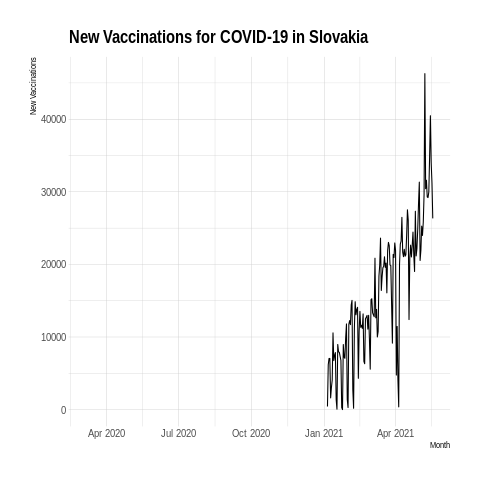 New Vaccinations for COVID-19 in Slovakia
New Vaccinations
40000
30000
20000
10000
0
Apr 2020 Jul 2020 Oct 2020 Jan 2021 Apr 2021
Month